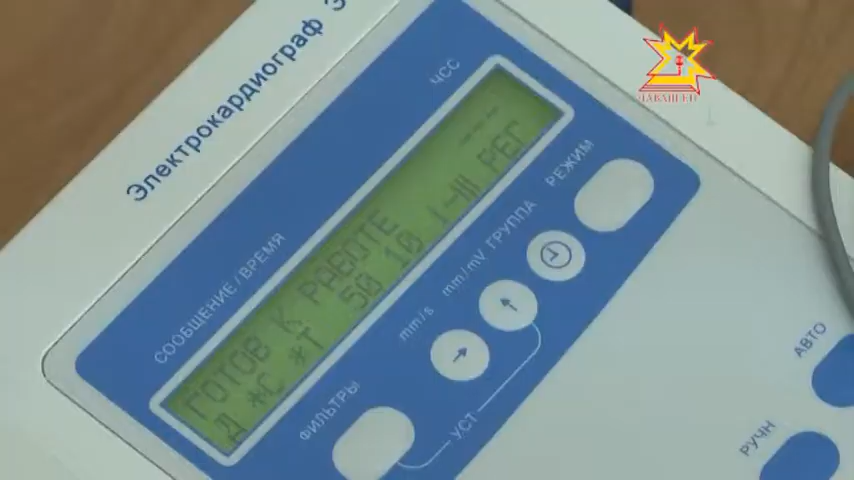 Электрокардиограф Э
ЧСС
СООБЩЕНИЕ/ВРЕМЯ
---
ГОТОВ К РАБОТЕ
Д *С *Т 50 10 I-III РЕГ
ФИЛЬТРЫ mm/s mm/mV ГРУППА РЕЖИМ
УСТ
АВТО
РУЧН